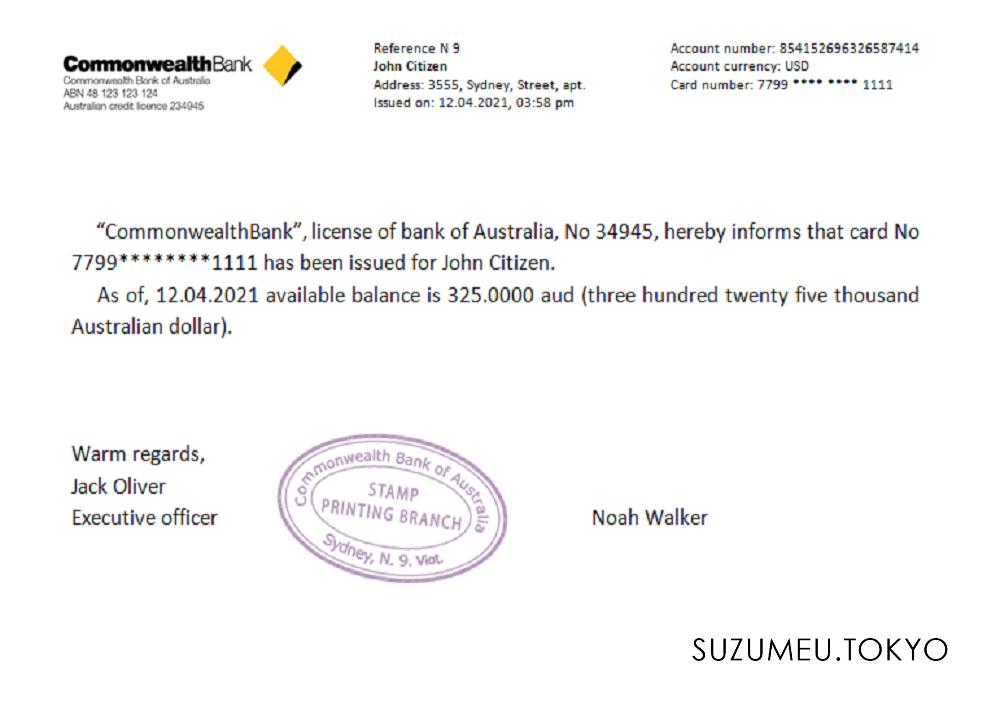 CommonwealthBank
Commonwealth Bank of Australia
ABN 48 123 123 124
Australian credit licence 234945
Reference N 9
John Citizen
Address: 3555, Sydney, Street, apt.
Issued on: 12.04.2021, 03:58 pm
Account number: 854152696326587414
Account currency: USD
Card number: 7799 **** **** 1111
“CommonwealthBank”, license of bank of Australia, No 34945, hereby informs that card No
7799********1111 has been issued for John Citizen.
As of, 12.04.2021 available balance is 325.0000 aud (three hundred twenty five thousand
Australian dollar).
Warm regards,
Jack Oliver
Executive officer
Commonwealth Bank of Australia
STAMP
PRINTING BRANCH
Sydney, N. 9. Viot.
Noah Walker
SUZUMEU.TOKYO